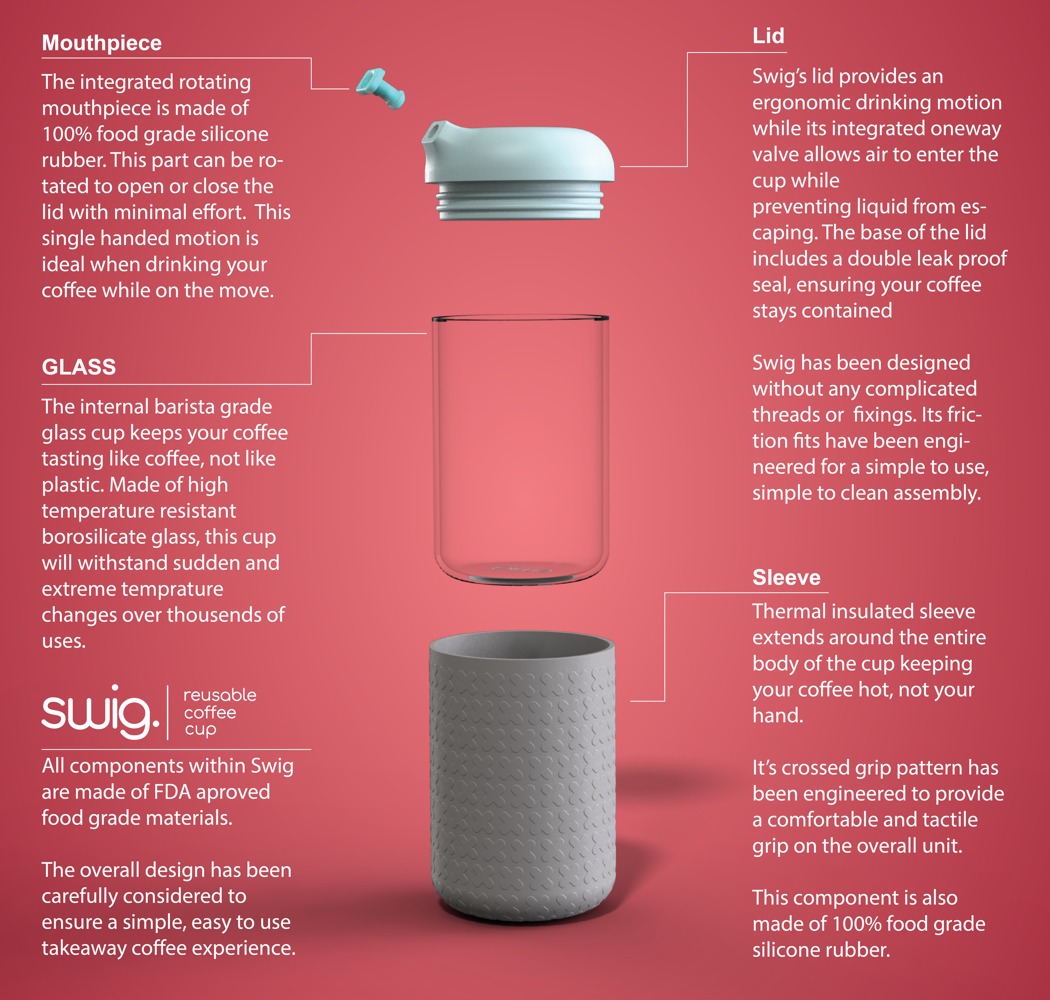 Mouthpiece
The integrated rotating
mouthpiece is made of
100% food grade silicone
rubber. This part can be ro-
tated to open or close the
lid with minimal effort.  This
single handed motion is
ideal when drinking your
coffee while on the move.
GLASS
The internal barista grade
glass cup keeps your coffee
tasting like coffee, not like
plastic. Made of high
temperature resistant
borosilicate glass, this cup
will withstand sudden and
extreme temprature
changes over thousands of
uses.
swig.
reusable
coffee
cup
All components within Swig
are made of FDA aproved
food grade materials.
The overall design has been
carefully considered to
ensure a simple, easy to use
takeaway coffee experience.
Lid
Swig's lid provides an
ergonomic drinking motion
while its integrated oneway
valve allows air to enter the
cup while
preventing liquid from es-
caping. The base of the lid
includes a double leak proof
seal, ensuring your coffee
stays contained
Swig has been designed
without any complicated
threads or  fixings. Its fric-
tion fits have been engi-
neered for a simple to use,
simple to clean assembly.
Sleeve
Thermal insulated sleeve
extends around the entire
body of the cup keeping
your coffee hot, not your
hand.
It's crossed grip pattern has
been engineered to provide
a comfortable and tactile
grip on the overall unit.
This component is also
made of 100% food grade
silicone rubber.